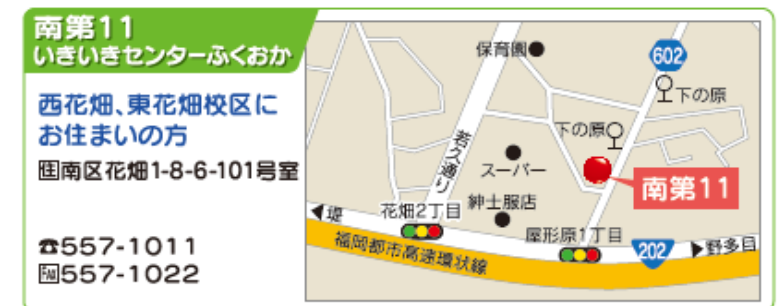 南第11
いきいきセンターふくおか
西花畑、東花畑校区に
お住まいの方
住南区花畑1-8-6-101号室
☎557-1011
FAX557-1022
保育園
602
下の原
下の原
若久通り
スーパー
南第11
紳士服店
◀堤
花畑2丁目
屋形原1丁目
202
▶野多目
福岡都市高速環状線